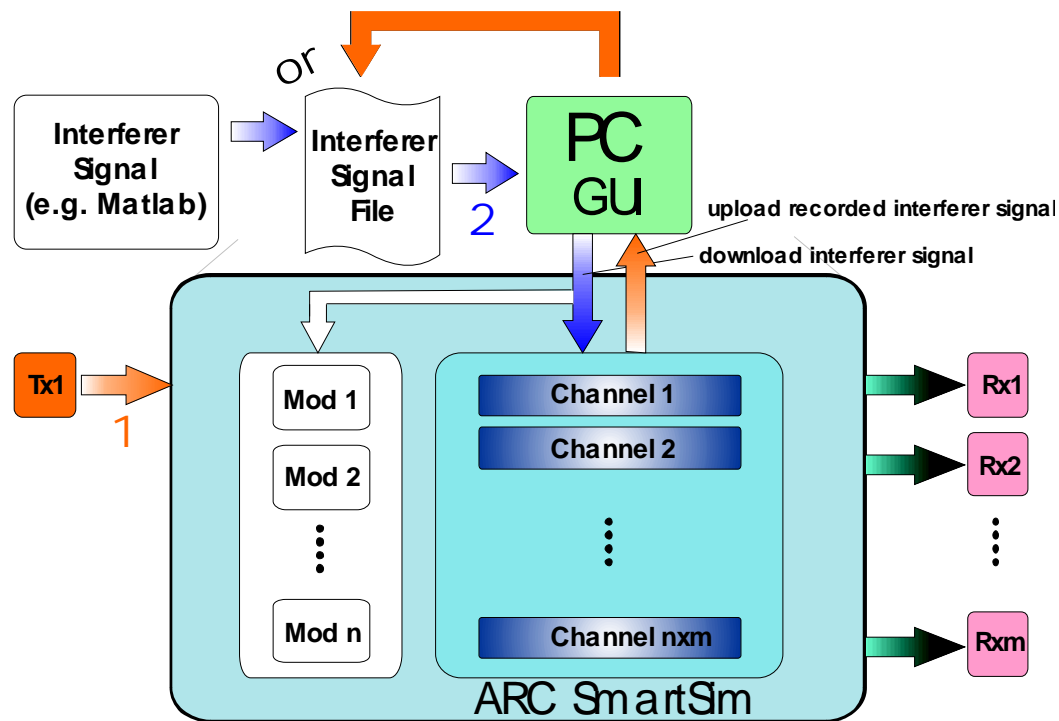 or
Interferer
Signal
(e.g. Matlab)
Interferer
Signal
File
2
PC
GUI
upload recorded interferer signal
download interferer signal
Tx1
1
Mod 1
Mod 2
Mod n
Channel 1
Channel 2
Channel nxm
ARC SmartSim
Rx1
Rx2
Rxm